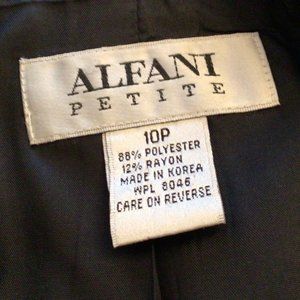 ALFANI
PETITE
10P
88% POLYESTER
12% RAYON
MADE IN KOREA
WPL 8046
CARE ON REVERSE